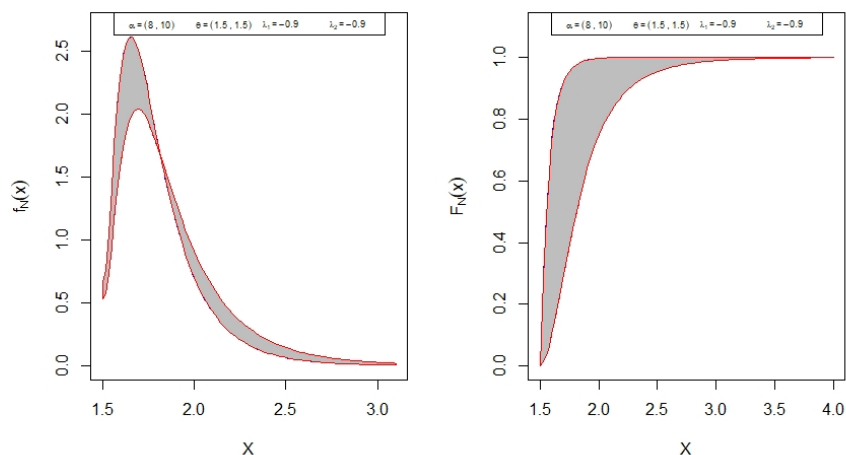 α = (8 , 10) θ = (1.5 , 1.5) λ₁ = −0.9 λ₂ = −0.9
2.5
2.0
1.5
1.0
0.5
0.0
fN(x)
1.5 2.0 2.5 3.0
X
α = (8 , 10) θ = (1.5 , 1.5) λ₁ = −0.9 λ₂ = −0.9
1.0
0.8
0.6
0.4
0.2
0.0
FN(x)
1.5 2.0 2.5 3.0 3.5 4.0
X